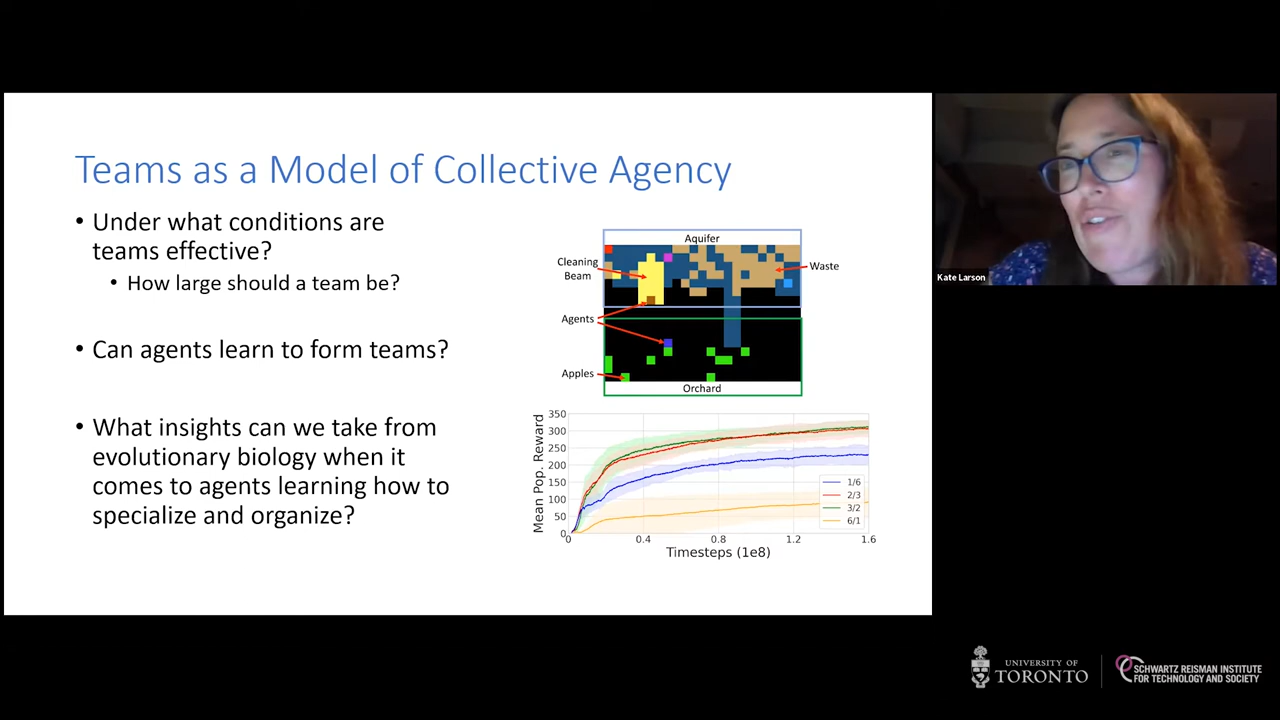 Teams as a Model of Collective Agency
• Under what conditions are
teams effective?
• How large should a team be?
• Can agents learn to form teams?
• What insights can we take from
evolutionary biology when it
comes to agents learning how to
specialize and organize?
Aquifer
Cleaning
Beam
Waste
Agents
Apples
Orchard
Mean Pop. Reward
350
300
250
200
150
100
50
0
0
0.4
0.8
1.2
1.6
Timesteps (1e8)
1/6
2/3
3/2
6/1
Kate Larson
UNIVERSITY OF
TORONTO
SCHWARTZ REISMAN INSTITUTE
FOR TECHNOLOGY AND SOCIETY